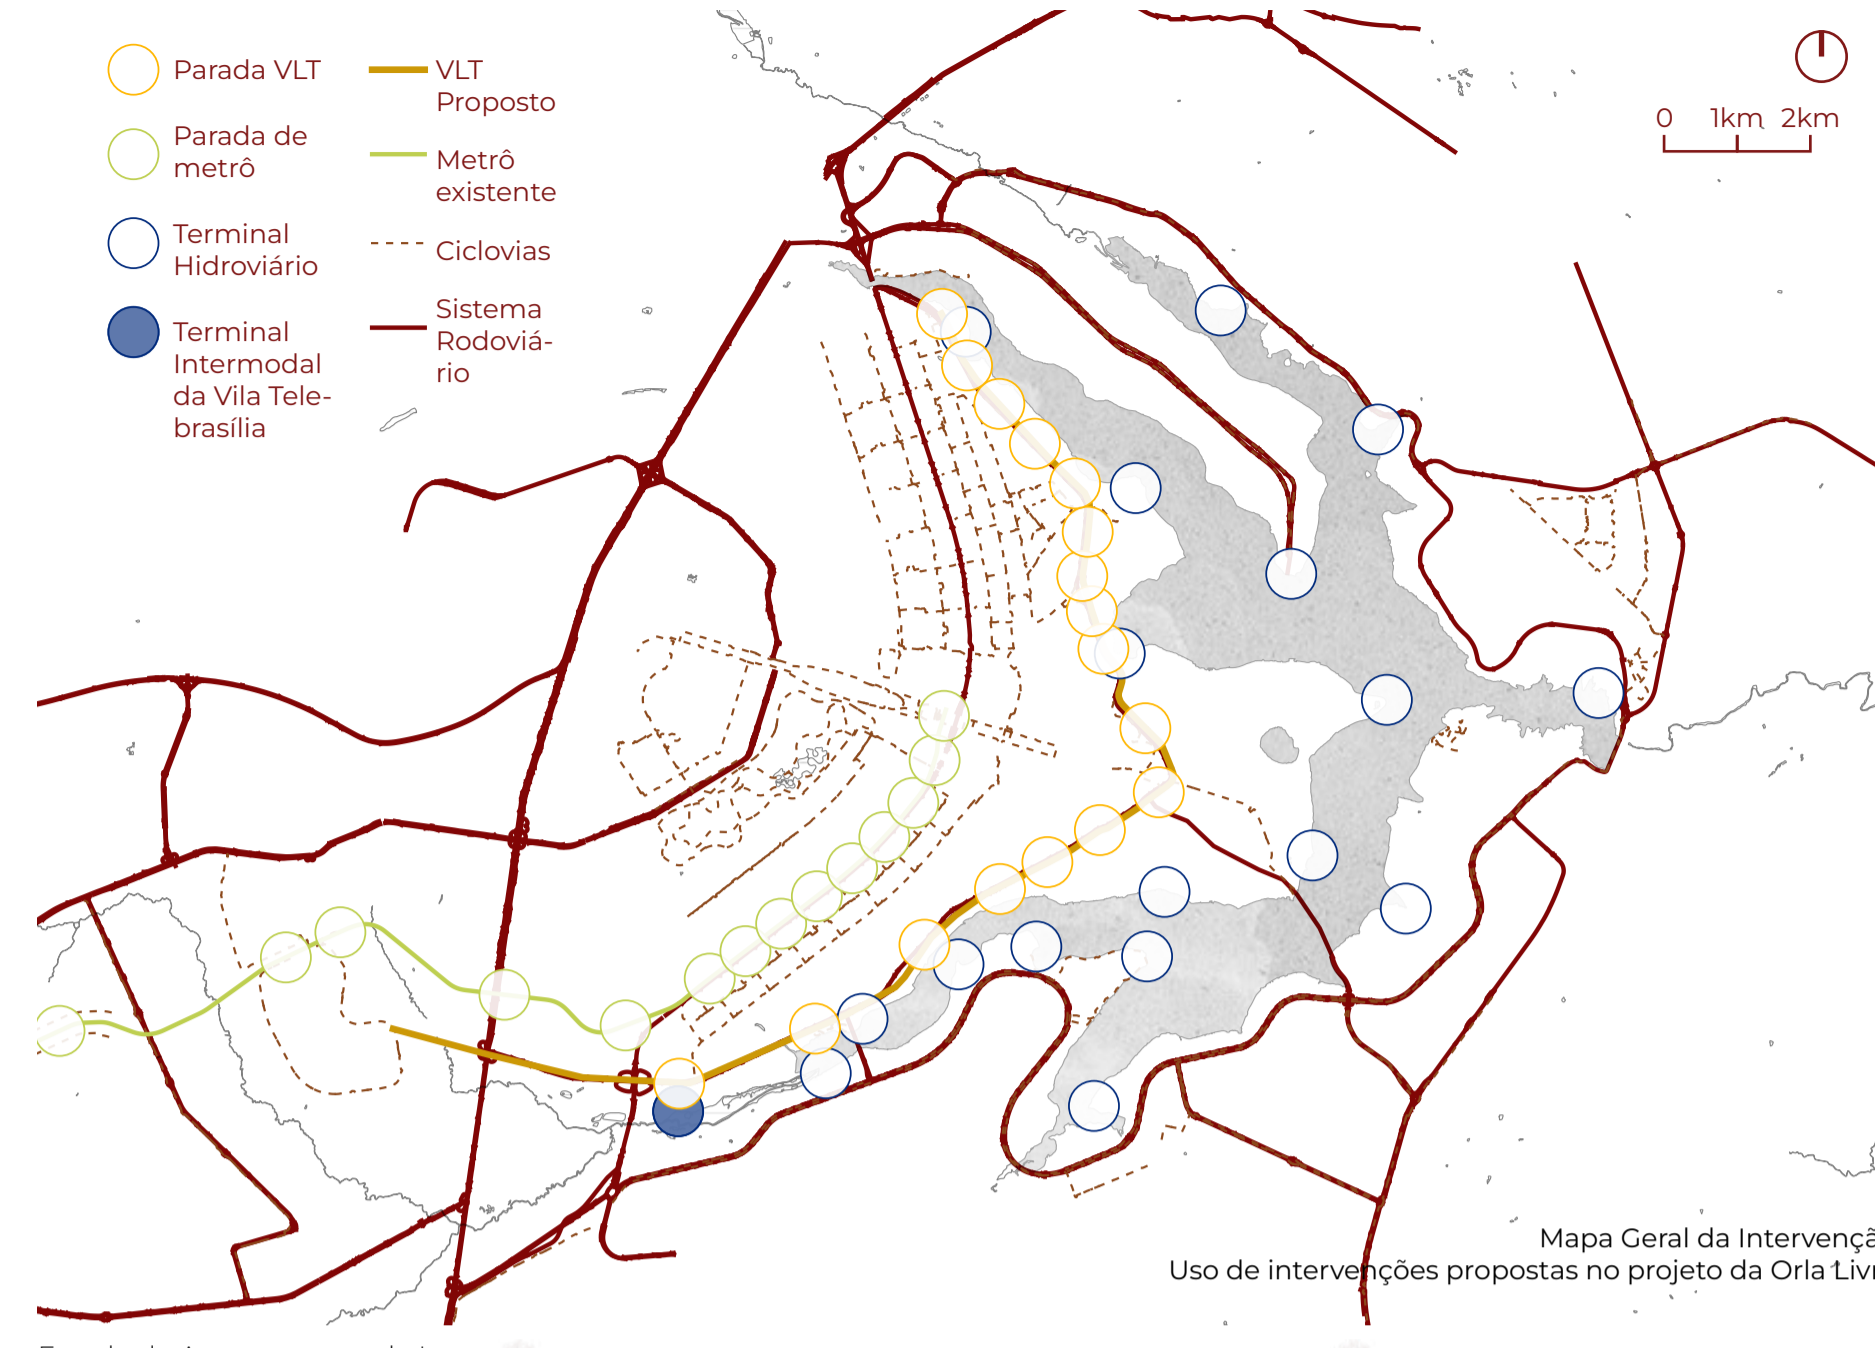 Parada VLT
Parada de
metrô
Terminal
Hidroviário
Terminal
Intermodal
da Vila Tele-
brasília
VLT
Proposto
Metrô
existente
Ciclovias
Sistema
Rodoviá-
rio
0 1km 2km
Mapa Geral da Intervençã
Uso de intervenções propostas no projeto da Orla Livr